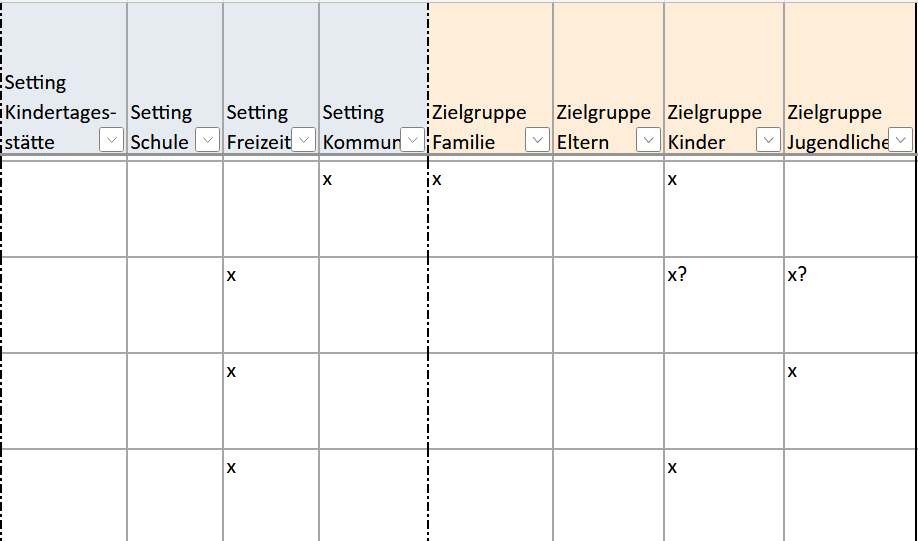 Setting
Kindertages-
stätte
Setting
Schule
Setting
Freizeit
Setting
Kommun
Zielgruppe
Familie
Zielgruppe
Eltern
Zielgruppe
Kinder
Zielgruppe
Jugendliche
x x x
x x? x?
x x
x x